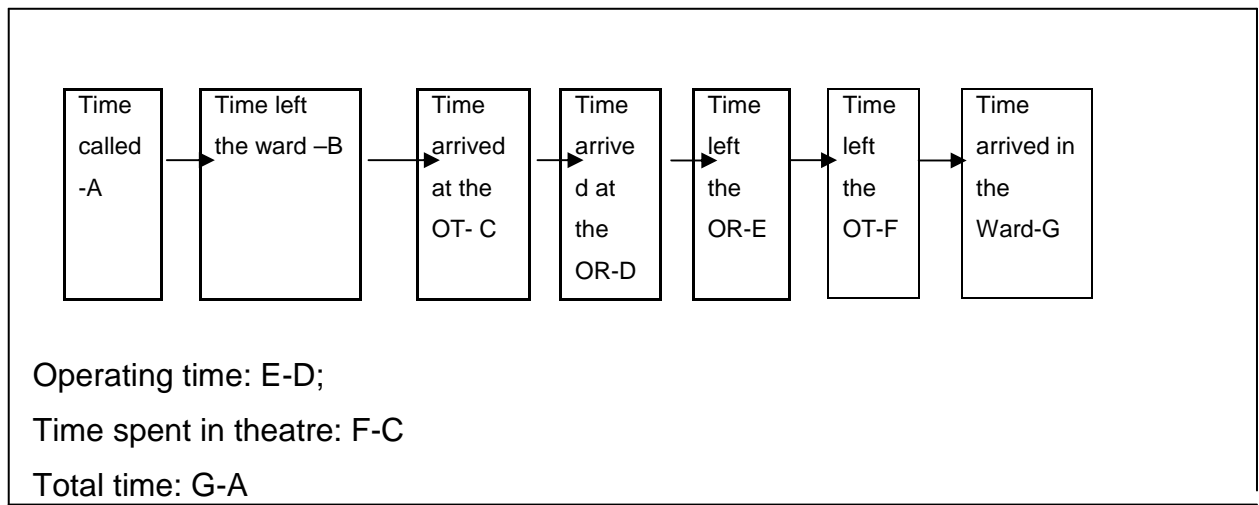 Time
called
-A
Time left
the ward –B
Time
arrived
at the
OT- C
Time
arrive
d at
the
OR-D
Time
left
the
OR-E
Time
left
the
OT-F
Time
arrived in
the
Ward-G
Operating time: E-D;
Time spent in theatre: F-C
Total time: G-A